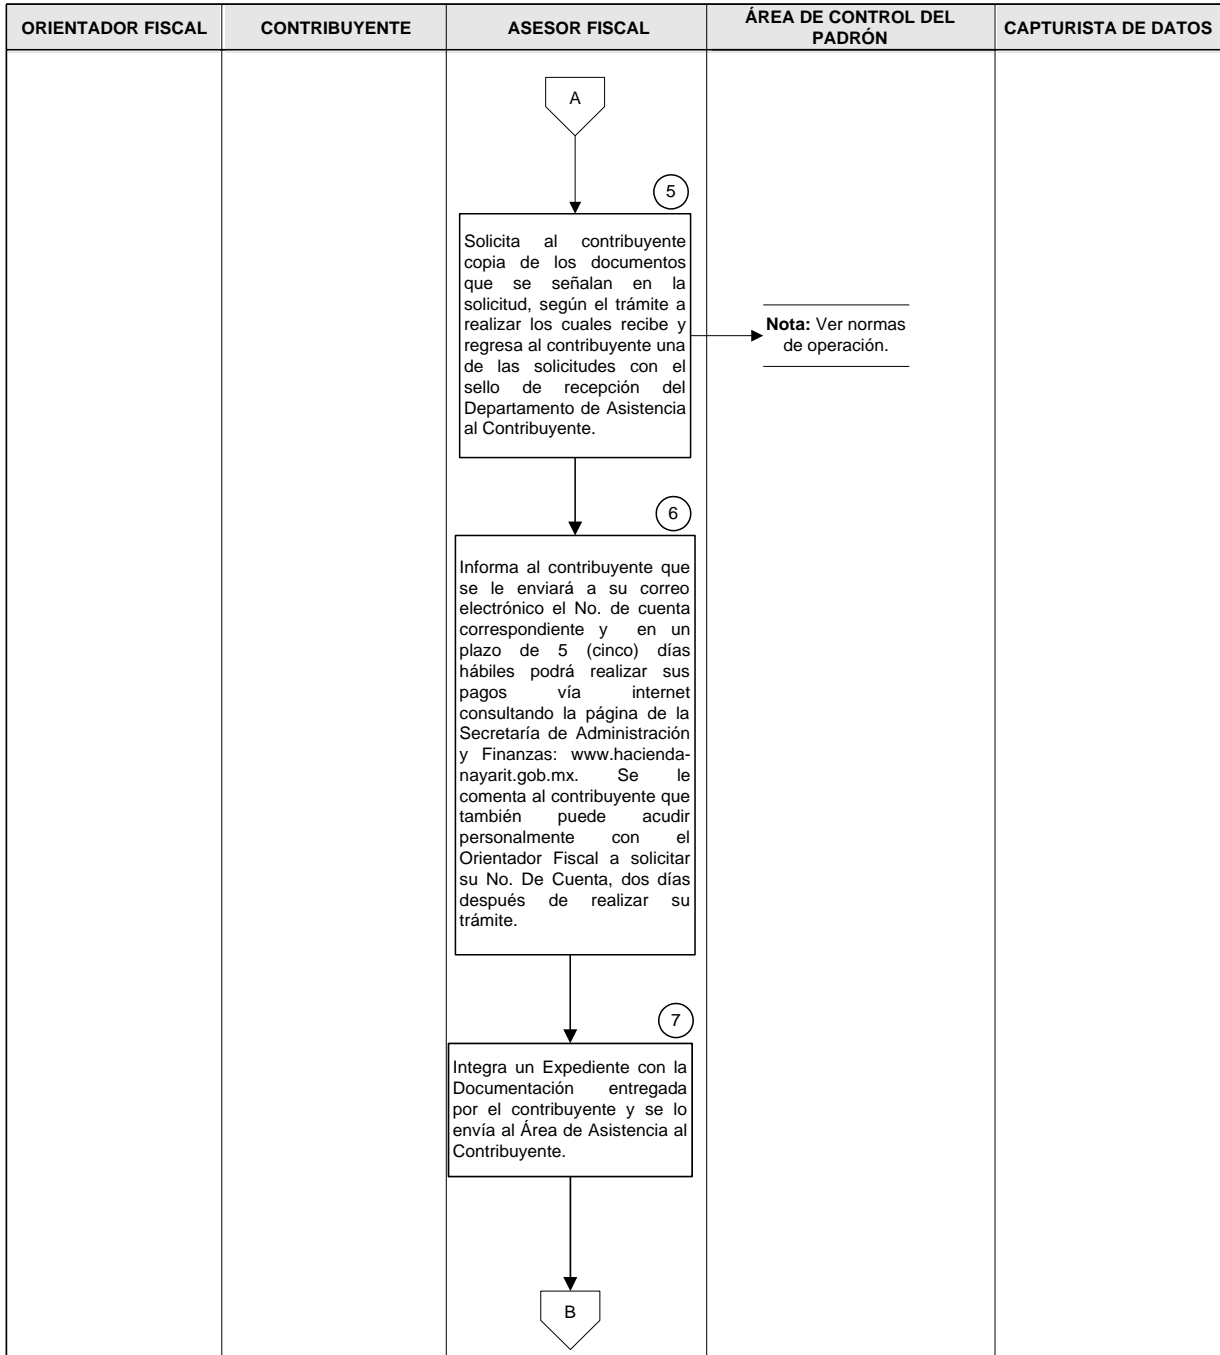 ORIENTADOR FISCAL
CONTRIBUYENTE
ASESOR FISCAL
ÁREA DE CONTROL DEL
PADRÓN
CAPTURISTA DE DATOS
A
5
Solicita al contribuyente
copia de los documentos
que se señalan en la
solicitud, según el trámite a
realizar los cuales recibe y
regresa al contribuyente una
de las solicitudes con el
sello de recepción del
Departamento de Asistencia
al Contribuyente.
Nota: Ver normas
de operación.
6
Informa al contribuyente que
se le enviará a su correo
electrónico el No. de cuenta
correspondiente y en un
plazo de 5 (cinco) días
hábiles podrá realizar sus
pagos vía internet
consultando la página de la
Secretaría de Administración
y Finanzas: www.hacienda-
nayarit.gob.mx. Se le
comenta al contribuyente que
también puede acudir
personalmente con el
Orientador Fiscal a solicitar
su No. De Cuenta, dos días
después de realizar su
trámite.
7
Integra un Expediente con la
Documentación entregada
por el contribuyente y se lo
envía al Área de Asistencia al
Contribuyente.
B